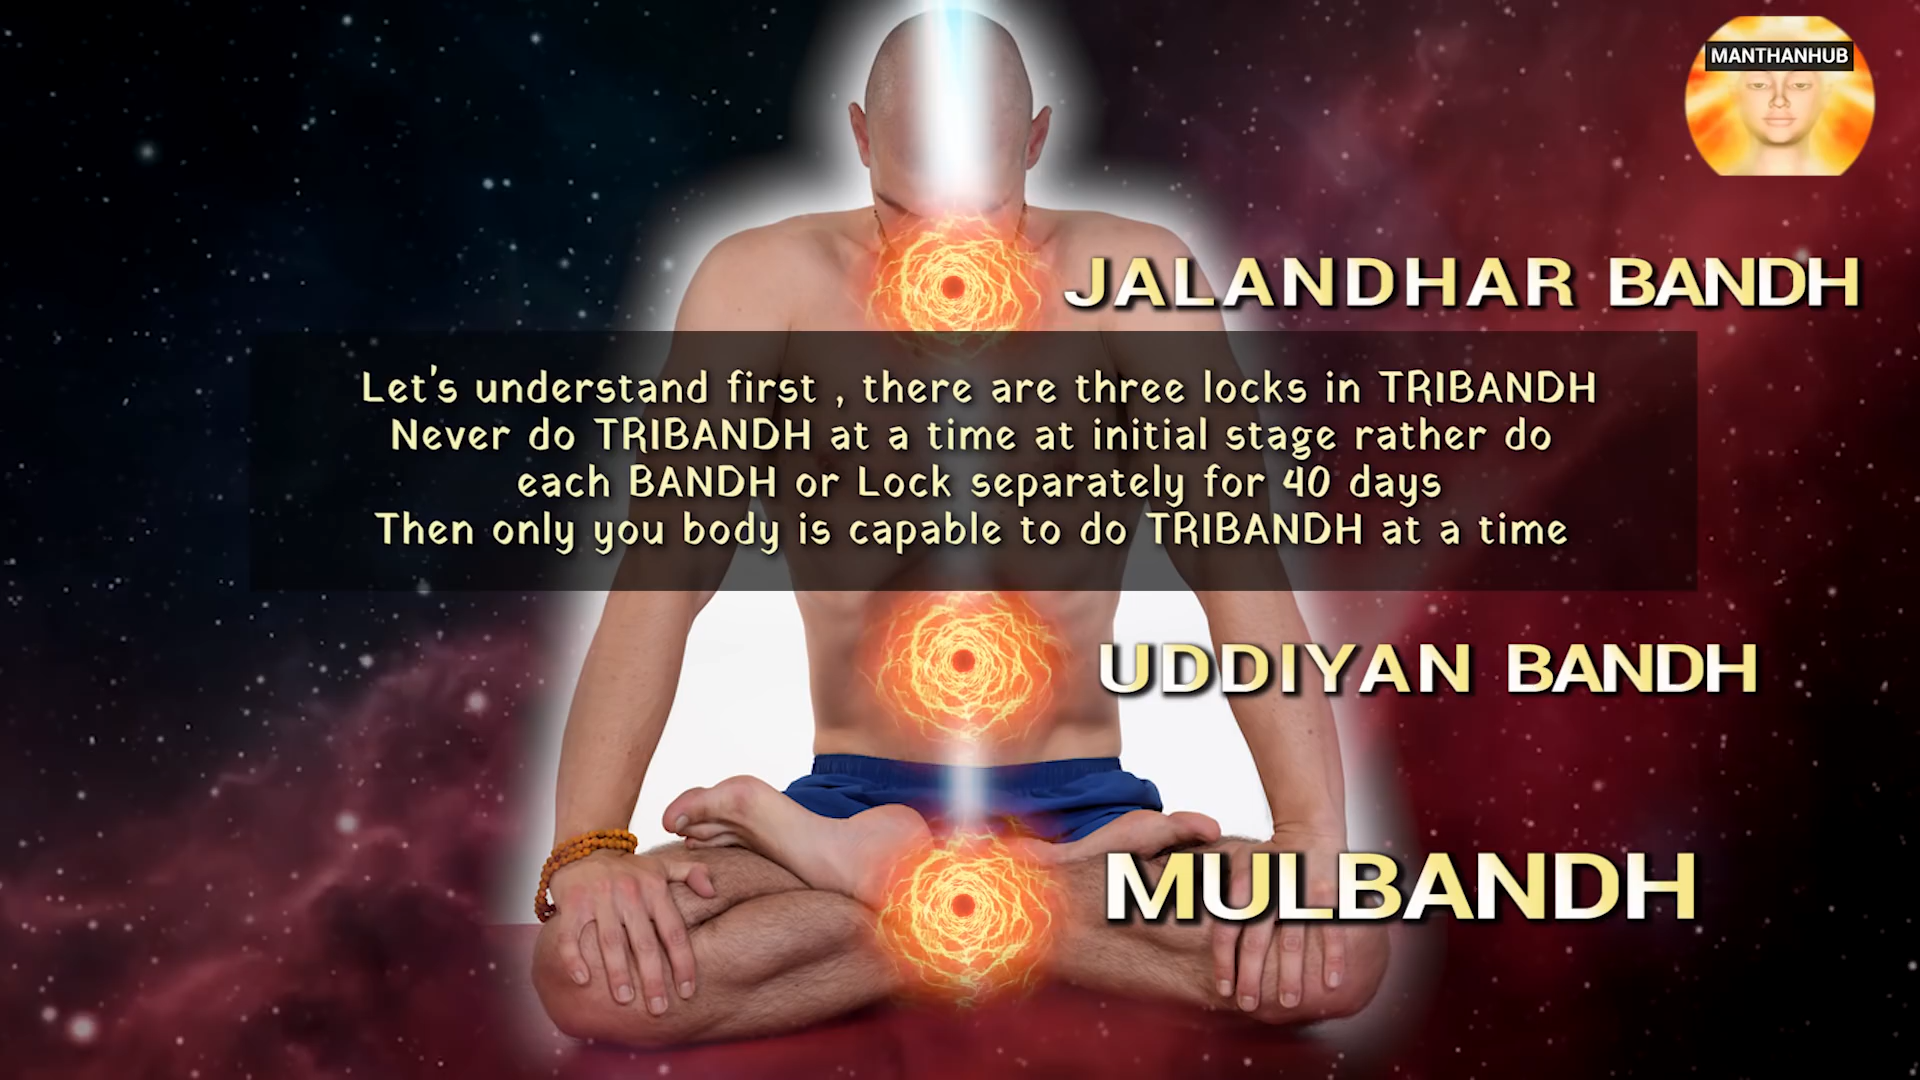 MANTHANHUB
JALANDHAR BANDH
Let's understand first , there are three locks in TRIBANDH
Never do TRIBANDH at a time at initial stage rather do
each BANDH or Lock separately for 40 days
Then only you body is capable to do TRIBANDH at a time
UDDIYAN BANDH
MULBANDH